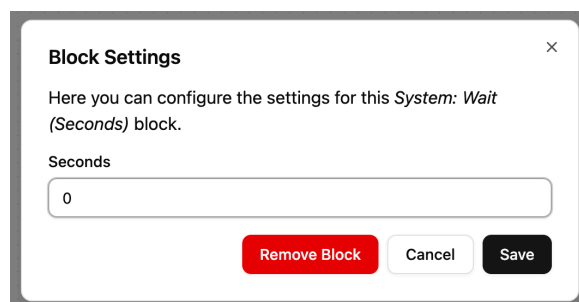 Block Settings
Here you can configure the settings for this System: Wait
(Seconds) block.
Seconds
0
Remove Block Cancel Save